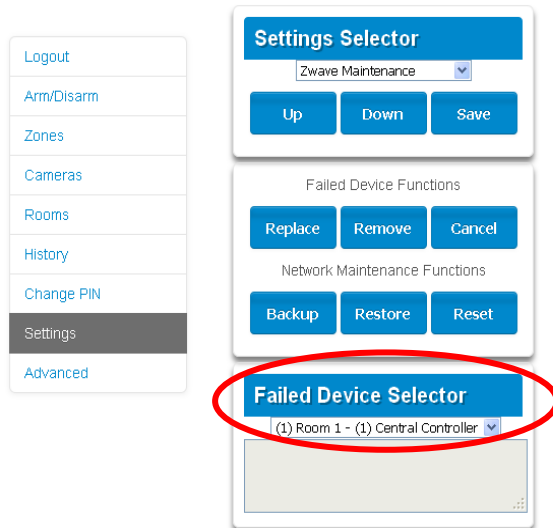 Logout
Arm/Disarm
Zones
Cameras
Rooms
History
Change PIN
Settings
Advanced
Settings Selector
Zwave Maintenance
Up Down Save
Failed Device Functions
Replace Remove Cancel
Network Maintenance Functions
Backup Restore Reset
Failed Device Selector
(1) Room 1 - (1) Central Controller